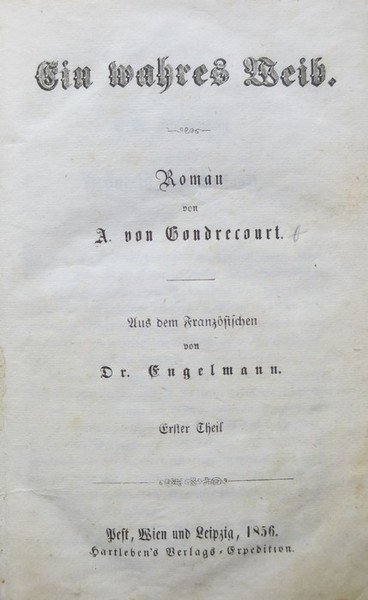 Ein wahres Weib.
Roman
von
A. von Gondrecourt.
Aus dem Französischen
von
Dr. Engelmann.
Erster Theil
Pest, Wien und Leipzig, 1856.
Hartleben's Verlags-Expedition.